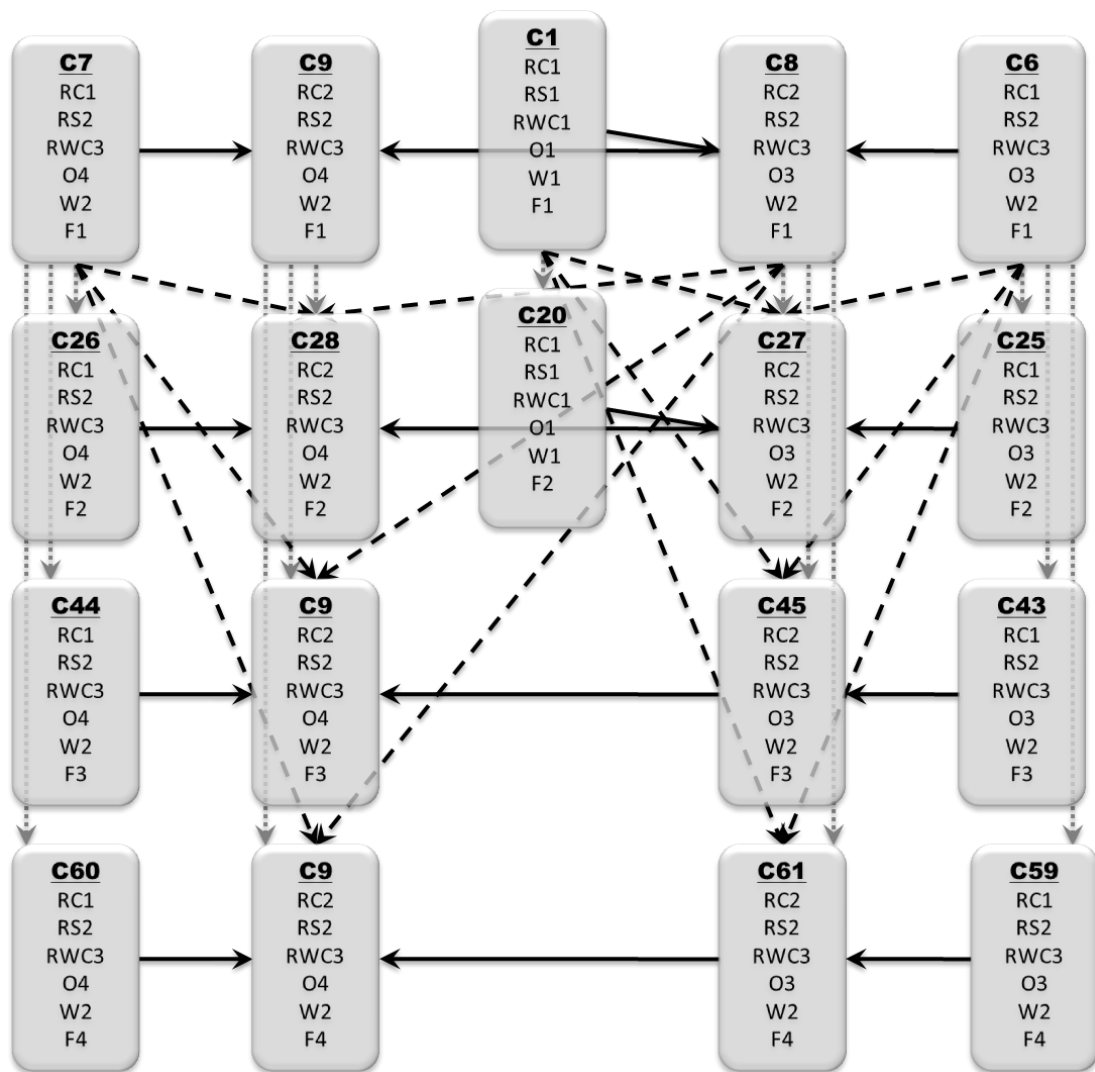 C7
RC1
RS2
RWC3
O4
W2
F1
C9
RC2
RS2
RWC3
O4
W2
F1
C1
RC1
RS1
RWC1
O1
W1
F1
C8
RC2
RS2
RWC3
O3
W2
F1
C6
RC1
RS2
RWC3
O3
W2
F1
C26
RC1
RS2
RWC3
O4
W2
F2
C28
RC2
RS2
RWC3
O4
W2
F2
C20
RC1
RS1
RWC1
O1
W1
F2
C27
RC2
RS2
RWC3
O3
W2
F2
C25
RC1
RS2
RWC3
O3
W2
F2
C44
RC1
RS2
RWC3
O4
W2
F3
C9
RC2
RS2
RWC3
O4
W2
F3
C45
RC2
RS2
RWC3
O3
W2
F3
C43
RC1
RS2
RWC3
O3
W2
F3
C60
RC1
RS2
RWC3
O4
W2
F4
C9
RC2
RS2
RWC3
O4
W2
F4
C61
RC2
RS2
RWC3
O3
W2
F4
C59
RC1
RS2
RWC3
O3
W2
F4